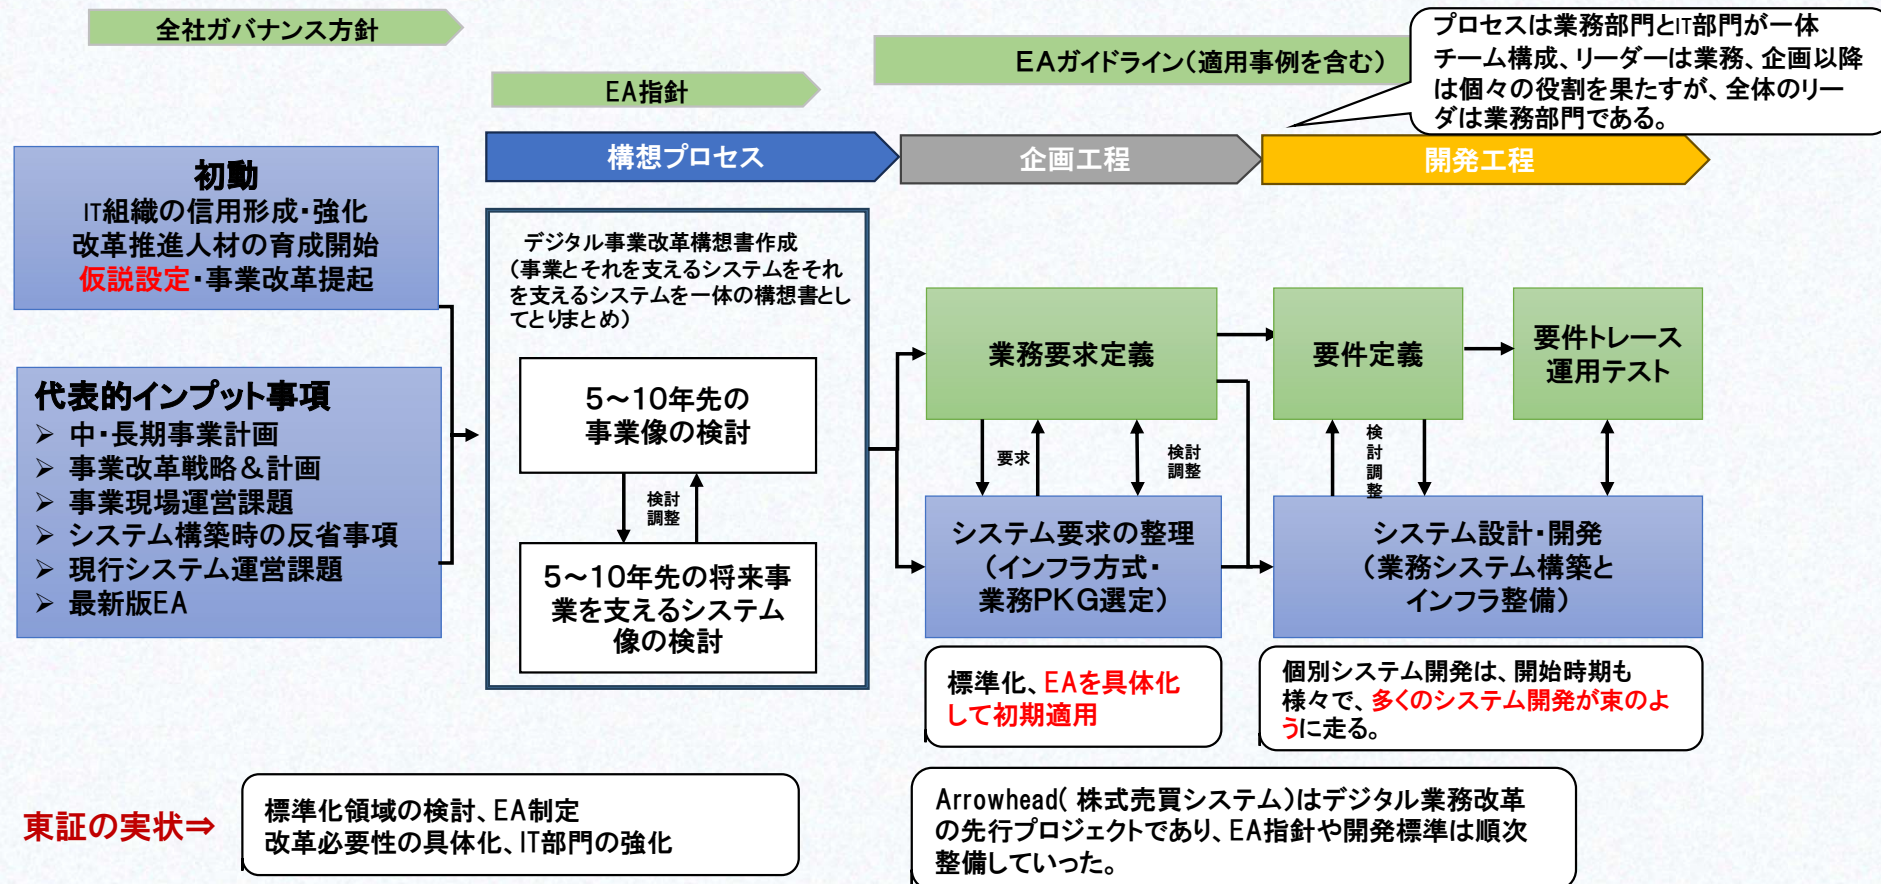 全社ガバナンス方針
EA指針
EAガイドライン（適用事例を含む）
プロセスは業務部門とIT部門が一体
チーム構成、リーダーは業務、企画以降
は個々の役割を果たすが、全体のリー
ダは業務部門である。
構想プロセス
企画工程
開発工程
初動
IT組織の信用形成・強化
改革推進人材の育成開始
仮説設定・事業改革提起
代表的インプット事項
➢ 中・長期事業計画
➢ 事業改革戦略＆計画
➢ 事業現場運営課題
➢ システム構築時の反省事項
➢ 現行システム運営課題
➢ 最新版EA
デジタル事業改革構想書作成
（事業とそれを支えるシステムをそれ
を支えるシステムを一体の構想書とし
てとりまとめ）
5～10年先の
事業像の検討
検討
調整
5～10年先の将来事
業を支えるシステム
像の検討
業務要求定義
要求
検討
調整
システム要求の整理
（インフラ方式・
業務PKG選定）
標準化、EAを具体化
して初期適用
要件定義
要件トレース
運用テスト
検
討
調
整
システム設計・開発
（業務システム構築と
インフラ整備）
個別システム開発は、開始時期も
様々で、多くのシステム開発が束のよ
うに走る。
東証の実状⇒
標準化領域の検討、EA制定
改革必要性の具体化、IT部門の強化
Arrowhead( 株式売買システム)はデジタル業務改革
の先行プロジェクトであり、EA指針や開発標準は順次
整備していった。